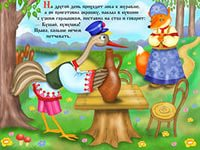 На другой день приходит лиса к журавлю,
а он приготовил окрошку, наклал в кувшин
с узким горлышком, поставил на стол и говорит:
- Кушай, кумушка!
Право, больше нечем
потчевать.